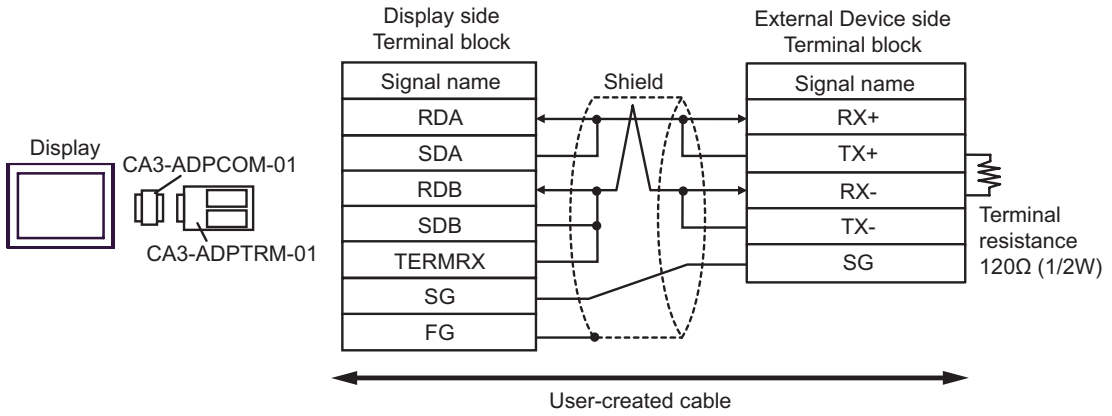 Display side
Terminal block
External Device side
Terminal block
Signal name
Shield
Signal name
RDA
RX+
SDA
TX+
Display
CA3-ADPCOM-01
RDB
RX-
SDB
TX-
CA3-ADPTRM-01
TERMRX
SG
Terminal
resistance
120Ω (1/2W)
SG
FG
User-created cable